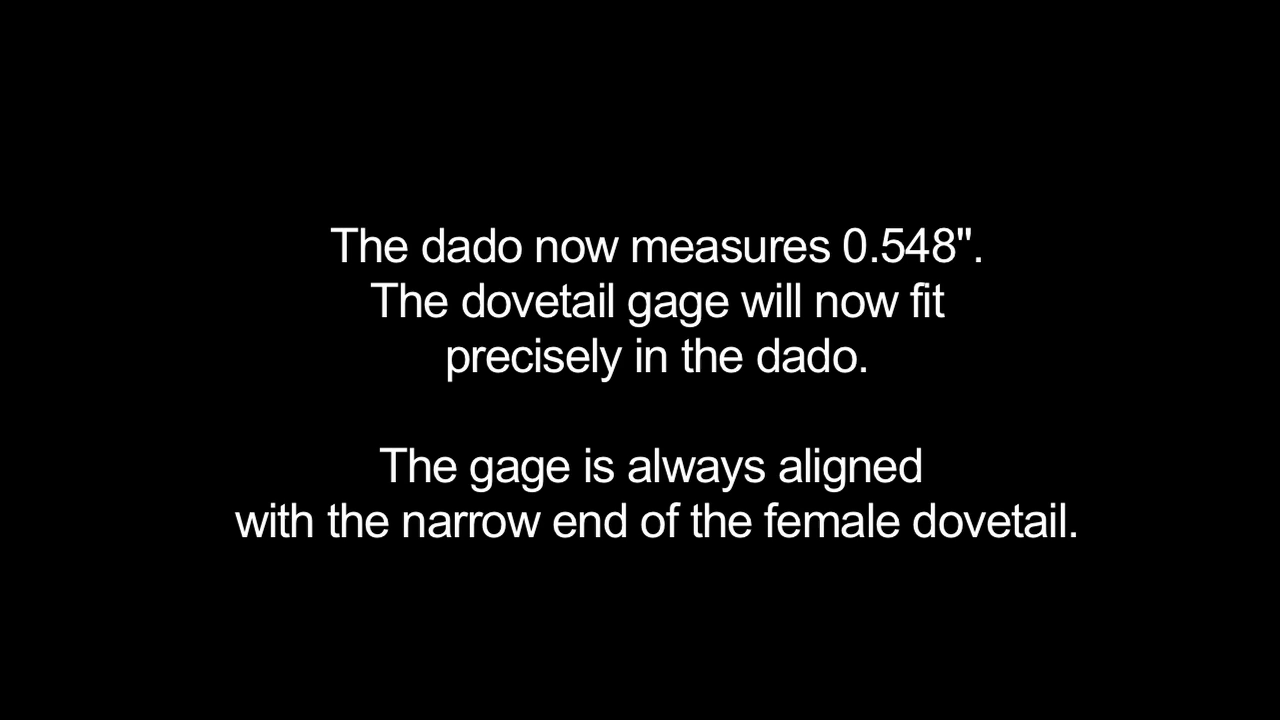 The dado now measures 0.548".
The dovetail gage will now fit
precisely in the dado.
The gage is always aligned
with the narrow end of the female dovetail.